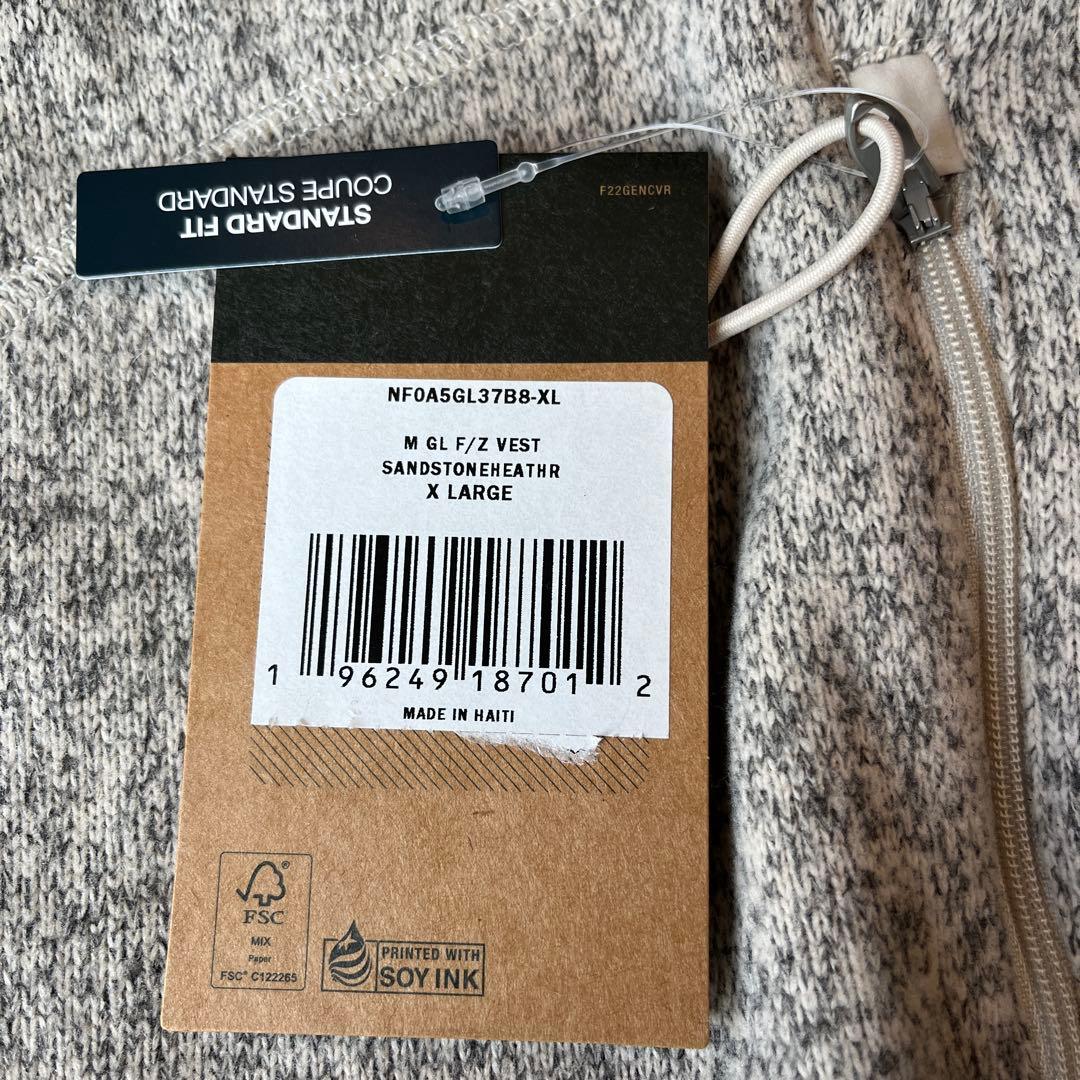 STANDARD FIT
COUPE STANDARD
F22GENCVR
NF0A5GL37B8-XL
M GL F/Z VEST
SANDSTONEHEATHR
X LARGE
1 96249 18701 2
MADE IN HAITI
®
FSC
MIX
Paper
FSC® C122265
PRINTED WITH
SOY INK